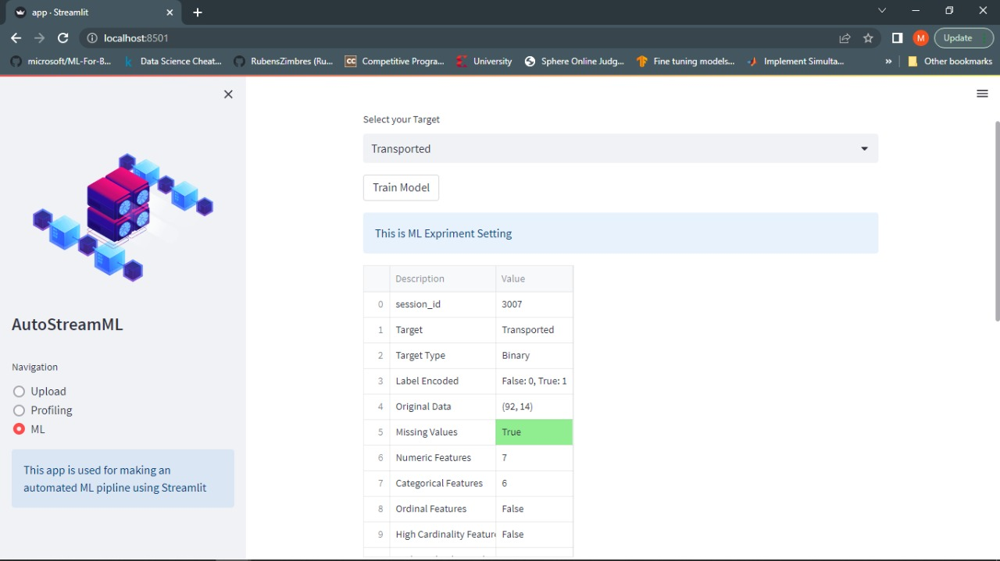 app · Streamlit
localhost:8501
M
Update
microsoft/ML-For-B...
k
Data Science Cheat...
RubensZimbres (Ru...
CC
Competitive Progra...
University
Sphere Online Judg...
Fine tuning models...
Implement Simulta...
»
Other bookmarks
AutoStreamML
Navigation
Upload
Profiling
ML
This app is used for making an
automated ML pipline using Streamlit
Select your Target
Transported
Train Model
This is ML Expriment Setting
Description Value
0 session_id 3007
1 Target Transported
2 Target Type Binary
3 Label Encoded False: 0, True: 1
4 Original Data (92, 14)
5 Missing Values True
6 Numeric Features 7
7 Categorical Features 6
8 Ordinal Features False
9 High Cardinality Featur False